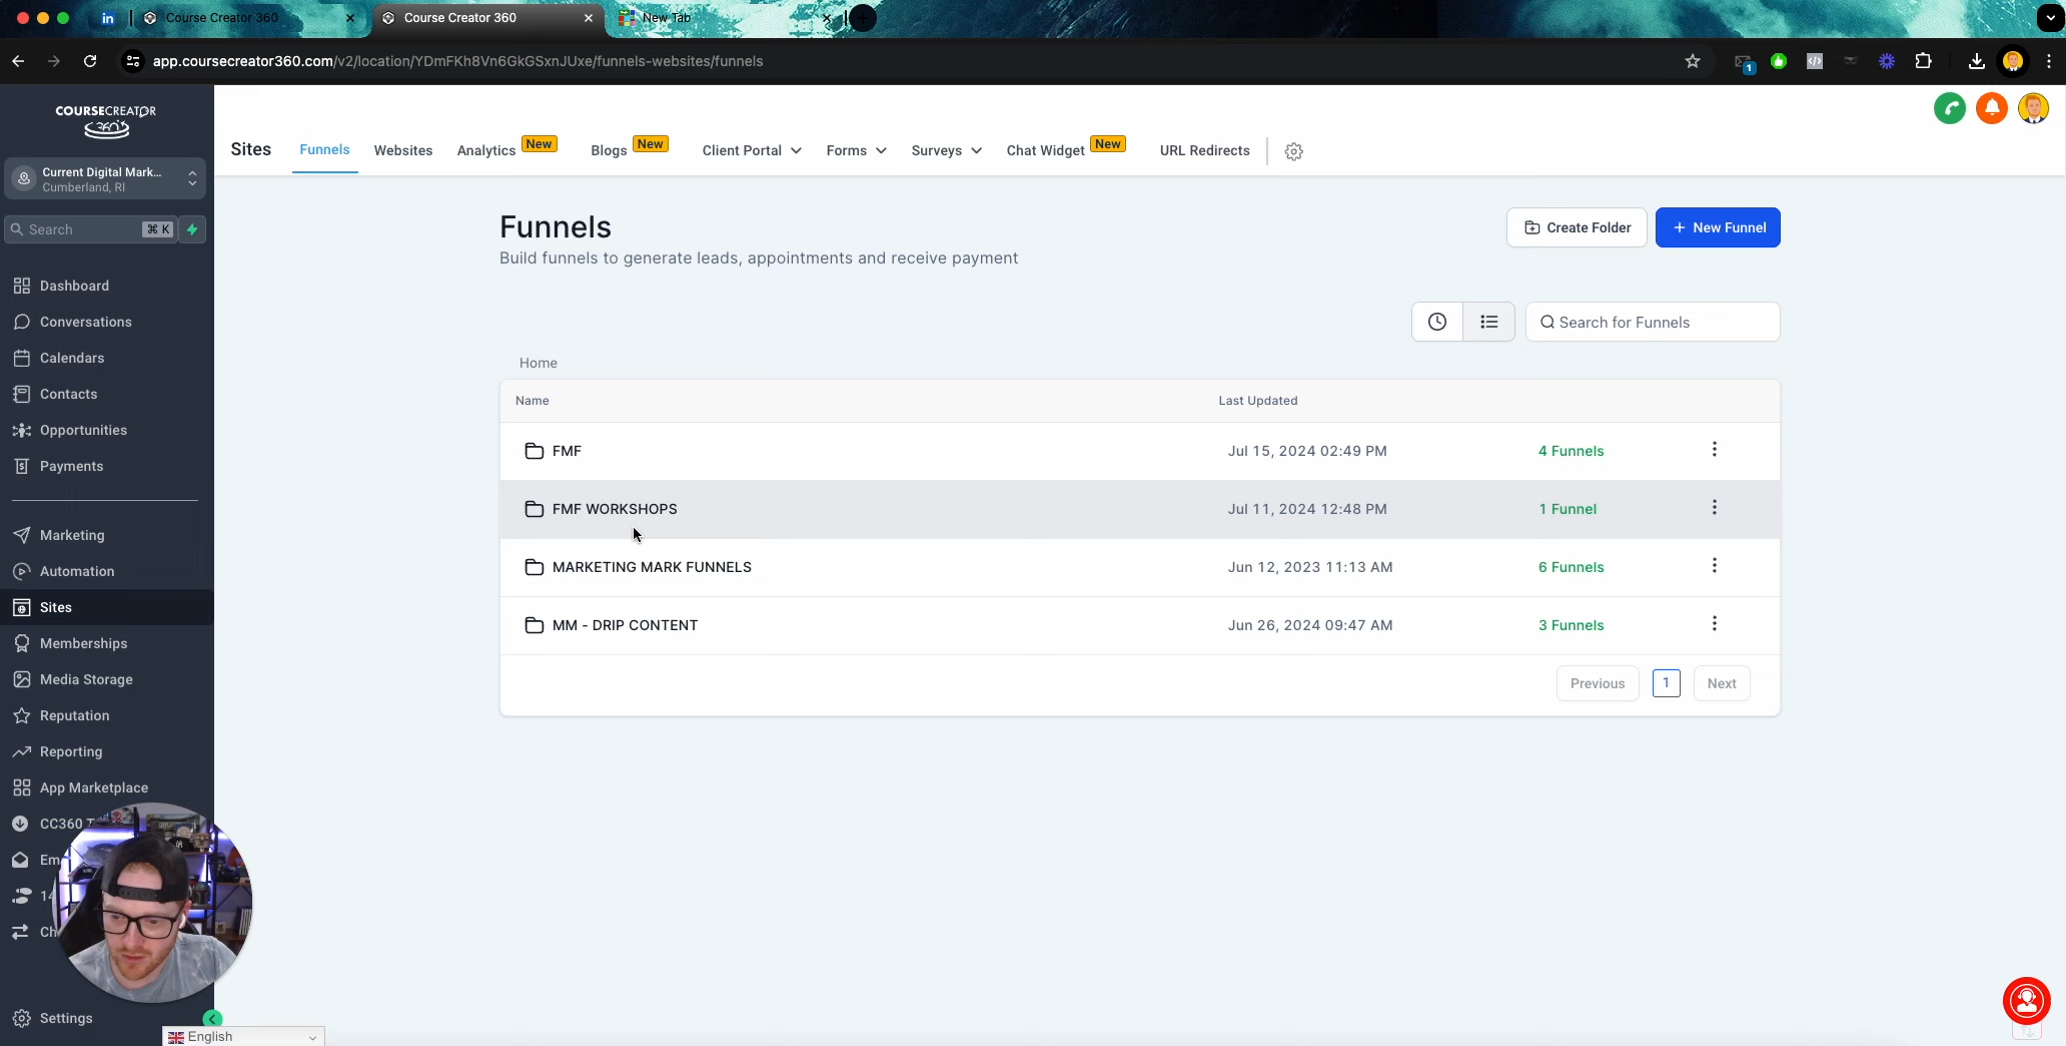 Course Creator 360
Course Creator 360
New Tab
app.coursecreator360.com/v2/location/YDmFKh8Vn6GkGSxnJUxe/funnels-websites/funnels
1
COURSECREATOR
360
Current Digital Mark...
Cumberland, RI
Search
⌘ K
Dashboard
Conversations
Calendars
Contacts
Opportunities
Payments
Marketing
Automation
Sites
Memberships
Media Storage
Reputation
Reporting
App Marketplace
CC360
Em
14
Ch
Settings
English
Sites
Funnels
Websites
Analytics New
Blogs New
Client Portal
Forms
Surveys
Chat Widget New
URL Redirects
Funnels
Build funnels to generate leads, appointments and receive payment
Create Folder
+ New Funnel
Search for Funnels
Home
Name Last Updated
FMF Jul 15, 2024 02:49 PM 4 Funnels
FMF WORKSHOPS Jul 11, 2024 12:48 PM 1 Funnel
MARKETING MARK FUNNELS Jun 12, 2023 11:13 AM 6 Funnels
MM - DRIP CONTENT Jun 26, 2024 09:47 AM 3 Funnels
Previous 1 Next